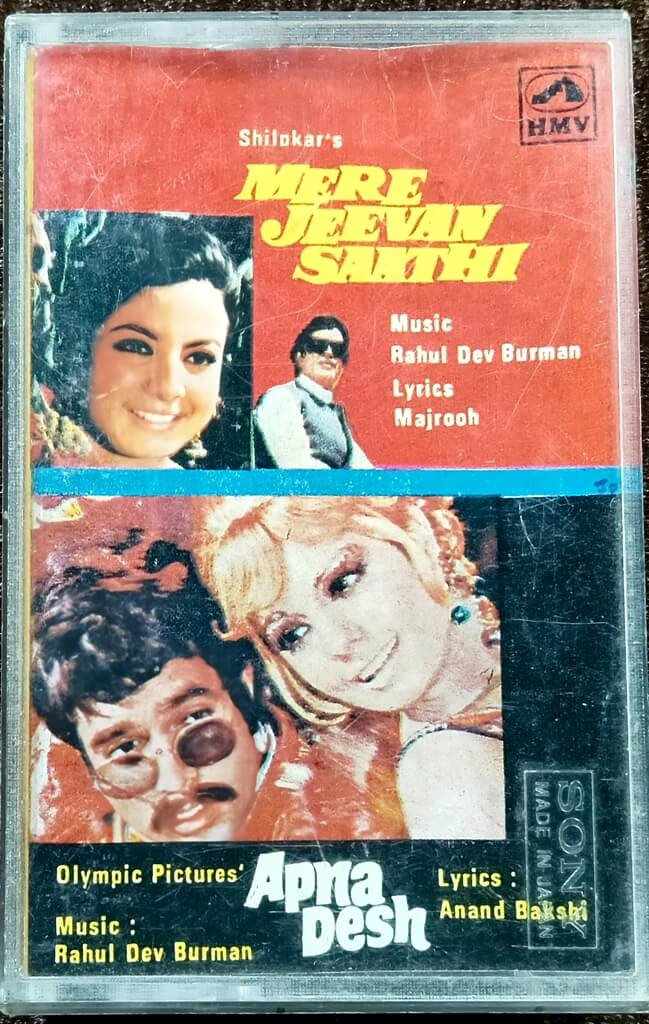 HMV
Shilpkar's
MERE
JEEVAN
SAATHI
Music
Rahul Dev Burman
Lyrics
Majrooh
Olympic Pictures'
Apna
Desh
Music :
Rahul Dev Burman
Lyrics :
Anand Bakshi
SONY
MADE IN JAPAN